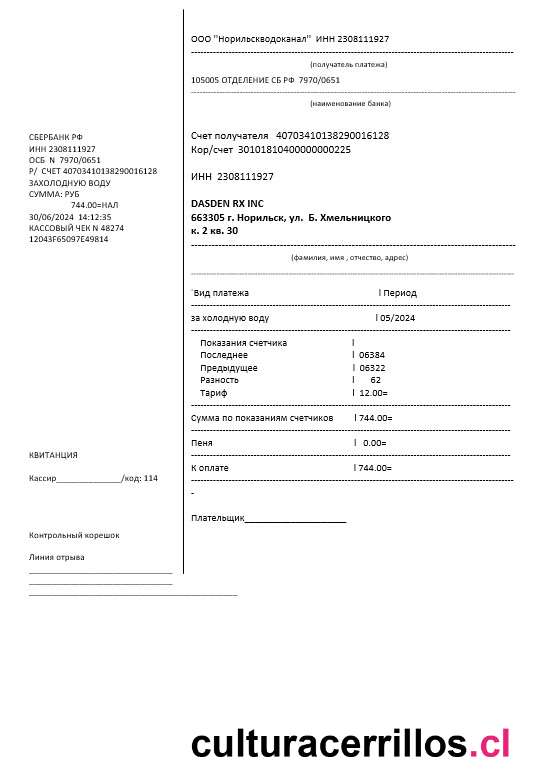 ООО "Норильскводоканал" ИНН 2308111927
(получатель платежа)
105005 ОТДЕЛЕНИЕ СБ РФ 7970/0651
(наименование банка)
Счет получателя 40703410138290016128
Кор/счет 30101810400000000225
ИНН 2308111927
DASDEN RX INC
663305 г. Норильск, ул. Б. Хмельницкого
к. 2 кв. 30
(фамилия, имя , отчество, адрес)
`Вид платежа l Период
за холодную воду l 05/2024
Показания счетчика l
Последнее l 06384
Предыдущее l 06322
Разность l 62
Тариф l 12.00=
Сумма по показаниям счетчиков l 744.00=
Пеня l 0.00=
К оплате l 744.00=
-
Плательщик____________________
СБЕРБАНК РФ
ИНН 2308111927
ОСБ N 7970/0651
Р/ СЧЕТ 40703410138290016128
ЗАХОЛОДНУЮ ВОДУ
СУММА: РУБ
744.00=НАЛ
30/06/2024 14:12:35
КАССОВЫЙ ЧЕК N 48274
12043F65097E49814
КВИТАНЦИЯ
Кассир______________/код: 114
Контрольный корешок
Линия отрыва
culturacerrillos.cl